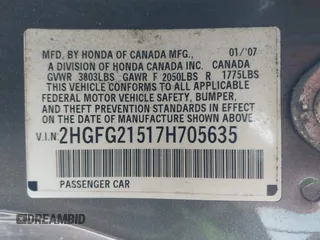 MFD. BY HONDA OF CANADA MFG., 01/'07
A DIVISION OF HONDA CANADA INC. CANADA
GVWR 3803LBS GAWR F 2050LBS R 1775LBS
THIS VEHICLE CONFORMS TO ALL APPLICABLE
FEDERAL MOTOR VEHICLE SAFETY, BUMPER,
AND THEFT PREVENTION STANDARDS IN EFFECT
ON THE DATE OF MANUFACTURE SHOWN ABOVE.
V.I.N: 2HGFG21517H705635
PASSENGER CAR
DREAMBID